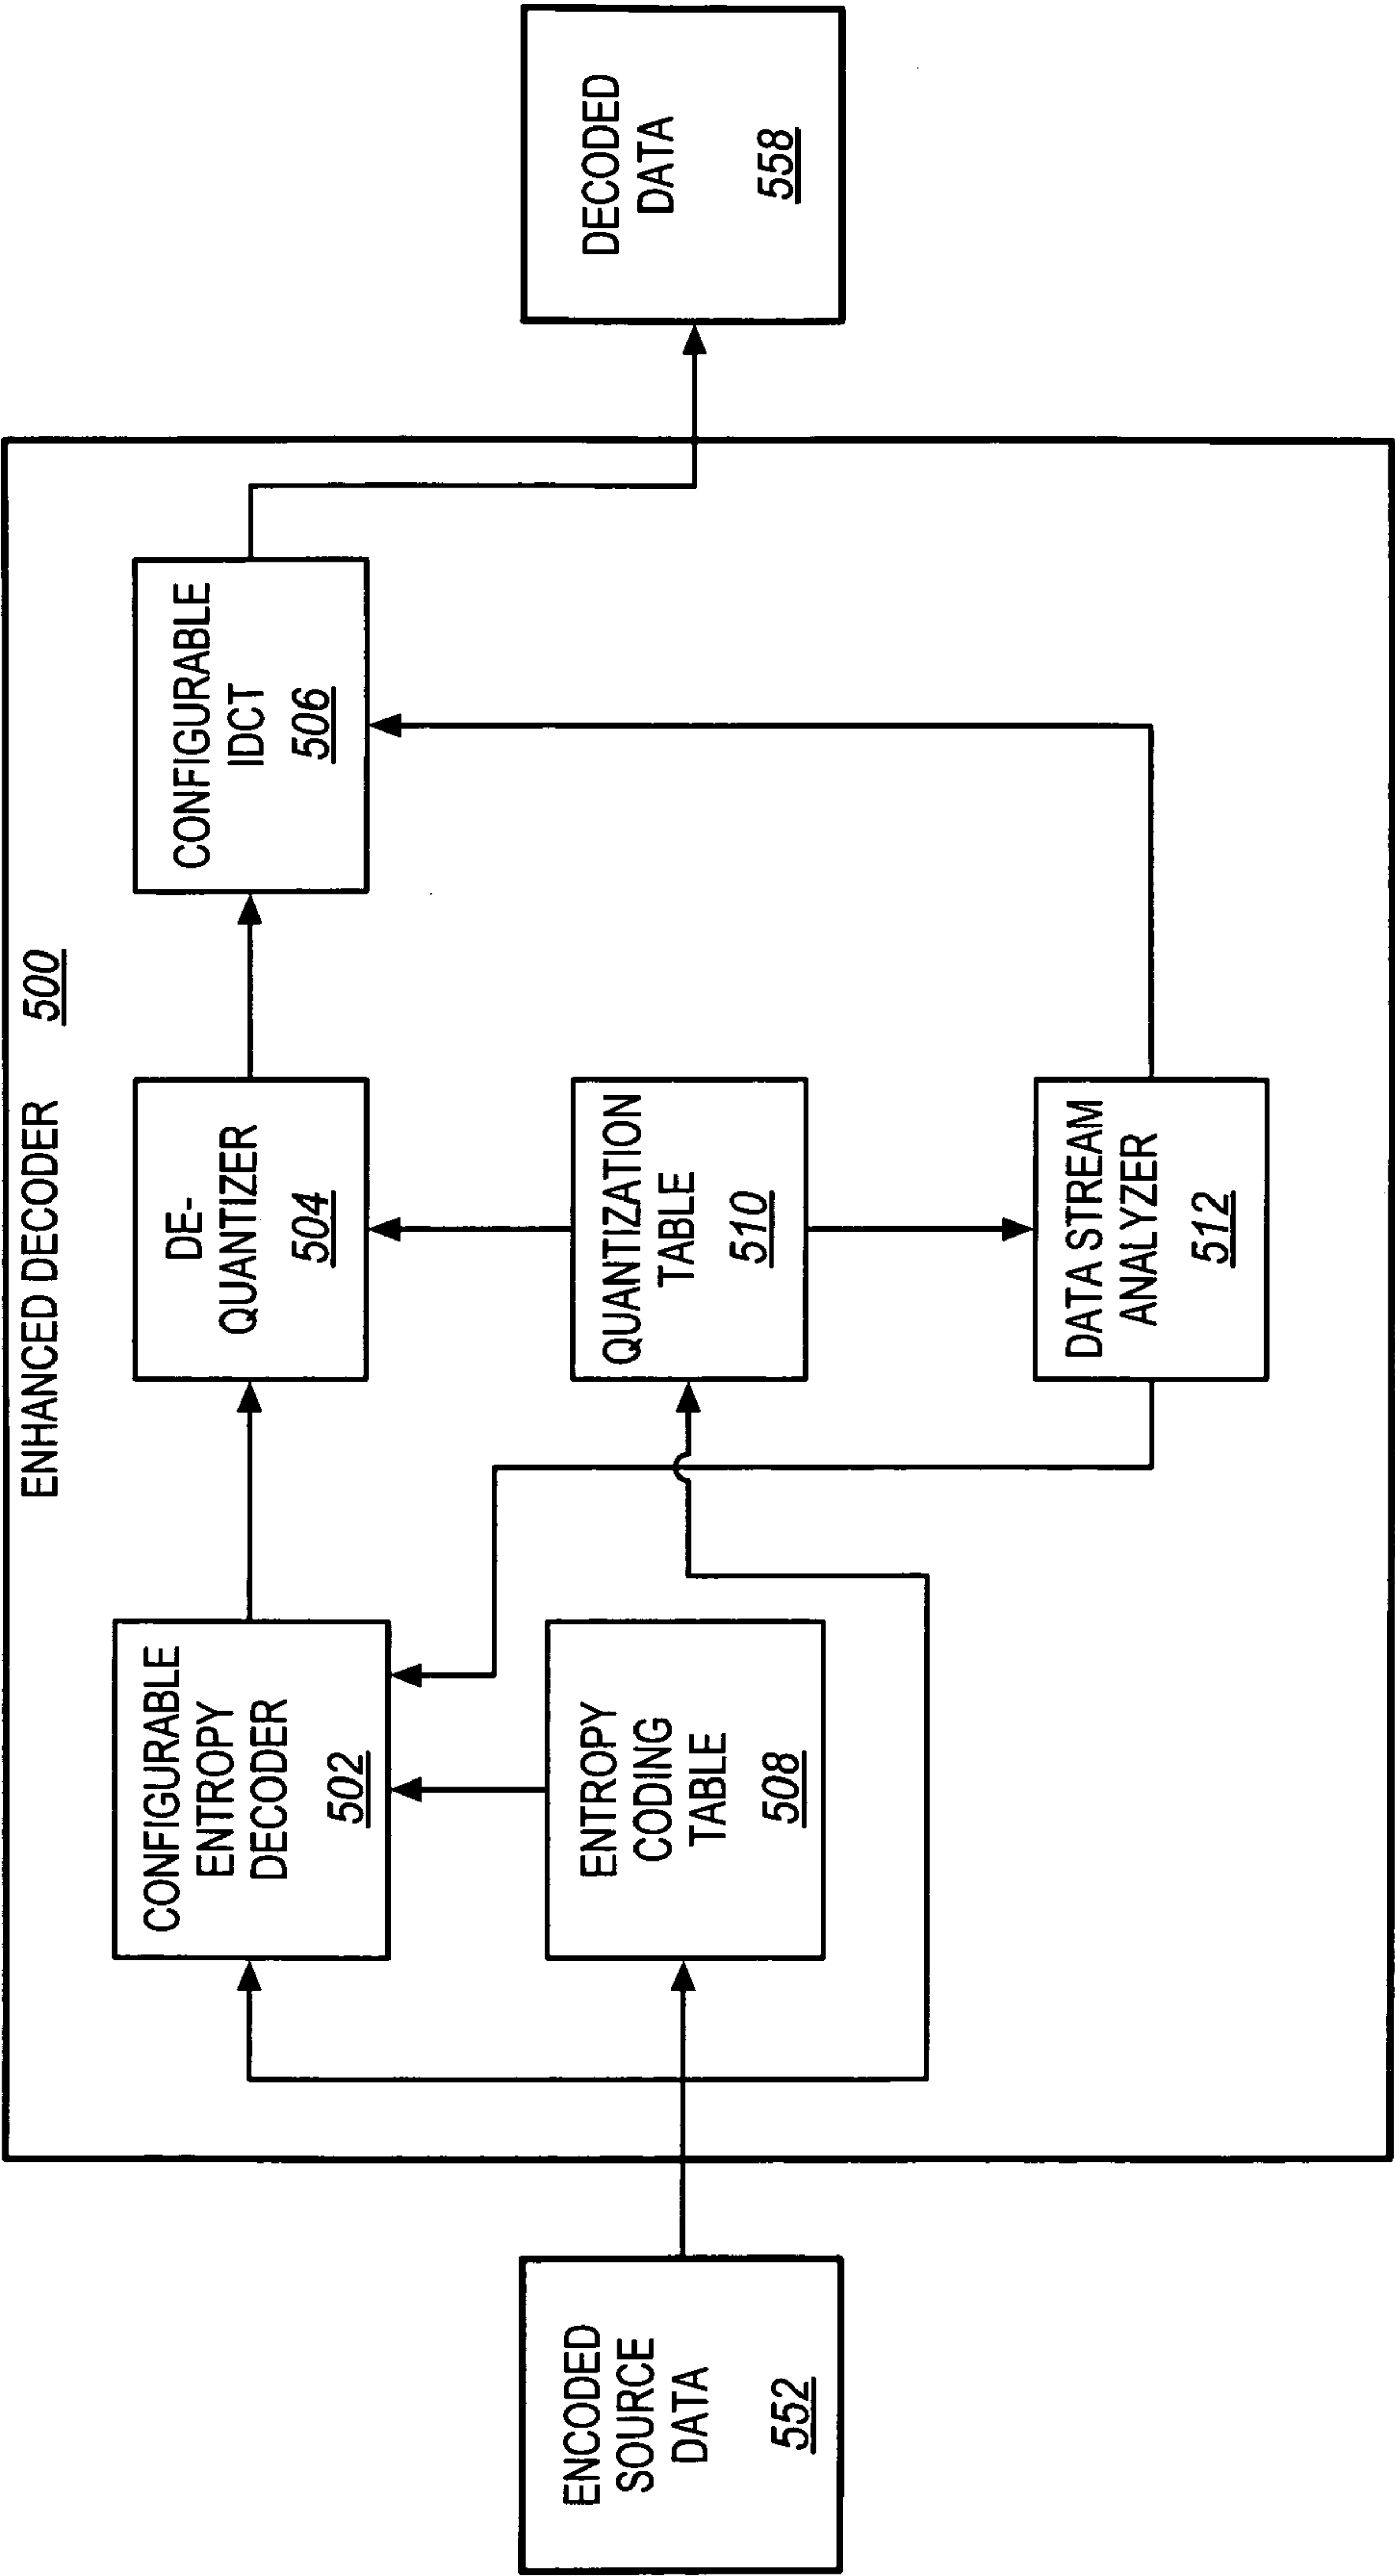 ENHANCED DECODER 500
CONFIGURABLE
ENTROPY
DECODER
502
DE-
QUANTIZER
504
CONFIGURABLE
IDCT
506
ENCODED
SOURCE
DATA
552
ENTROPY
CODING
TABLE
508
QUANTIZATION
TABLE
510
DECODED
DATA
558
DATA STREAM
ANALYZER
512